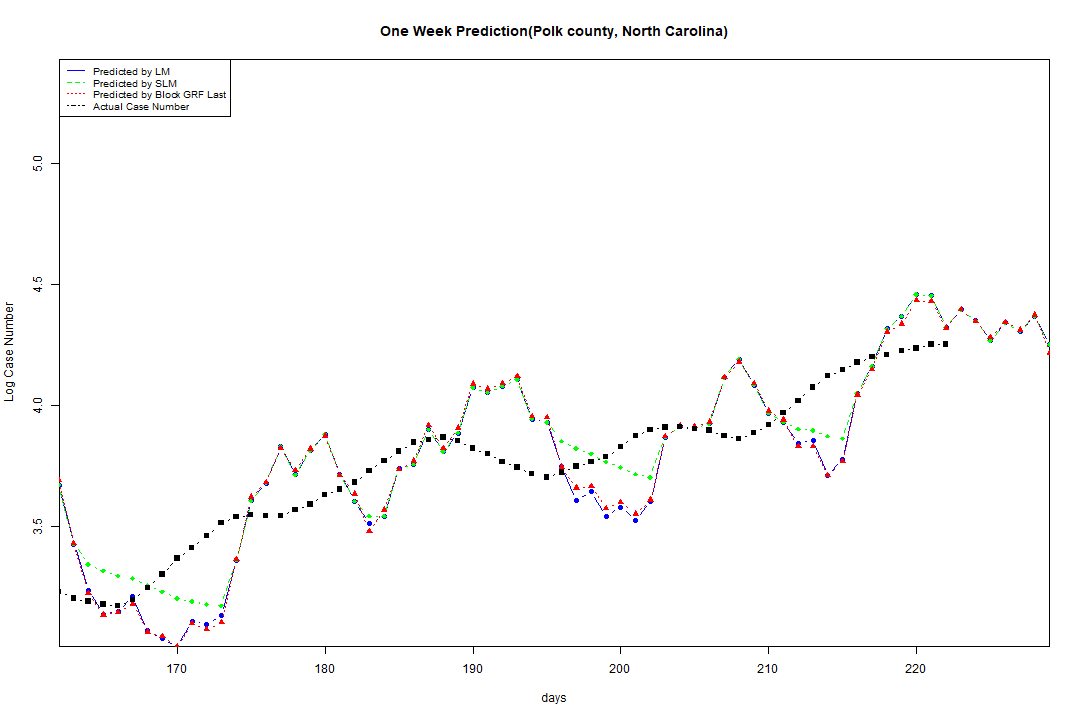 One Week Prediction(Polk county, North Carolina)
Predicted by LM
Predicted by SLM
Predicted by Block GRF Last
Actual Case Number
5.0
4.5
4.0
3.5
Log Case Number
170 180 190 200 210 220
days